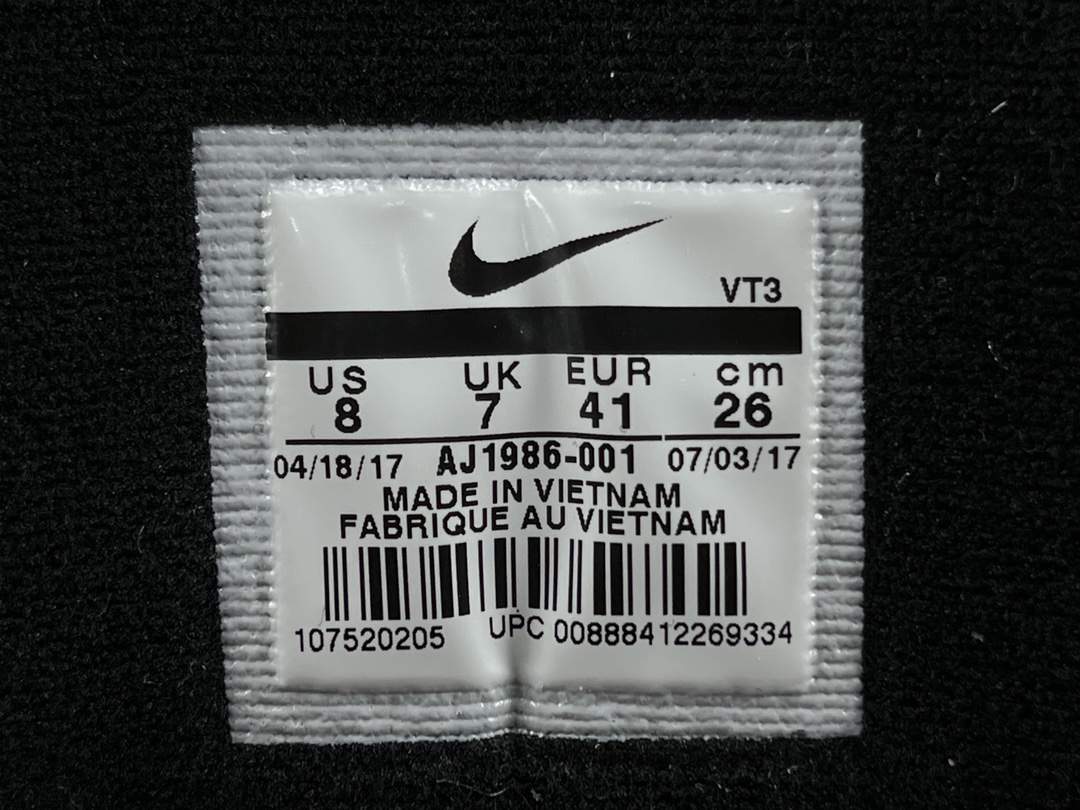 VT3
US UK EUR cm
8 7 41 26
04/18/17 AJ1986-001 07/03/17
MADE IN VIETNAM
FABRIQUE AU VIETNAM
107520205 UPC 00888412269334